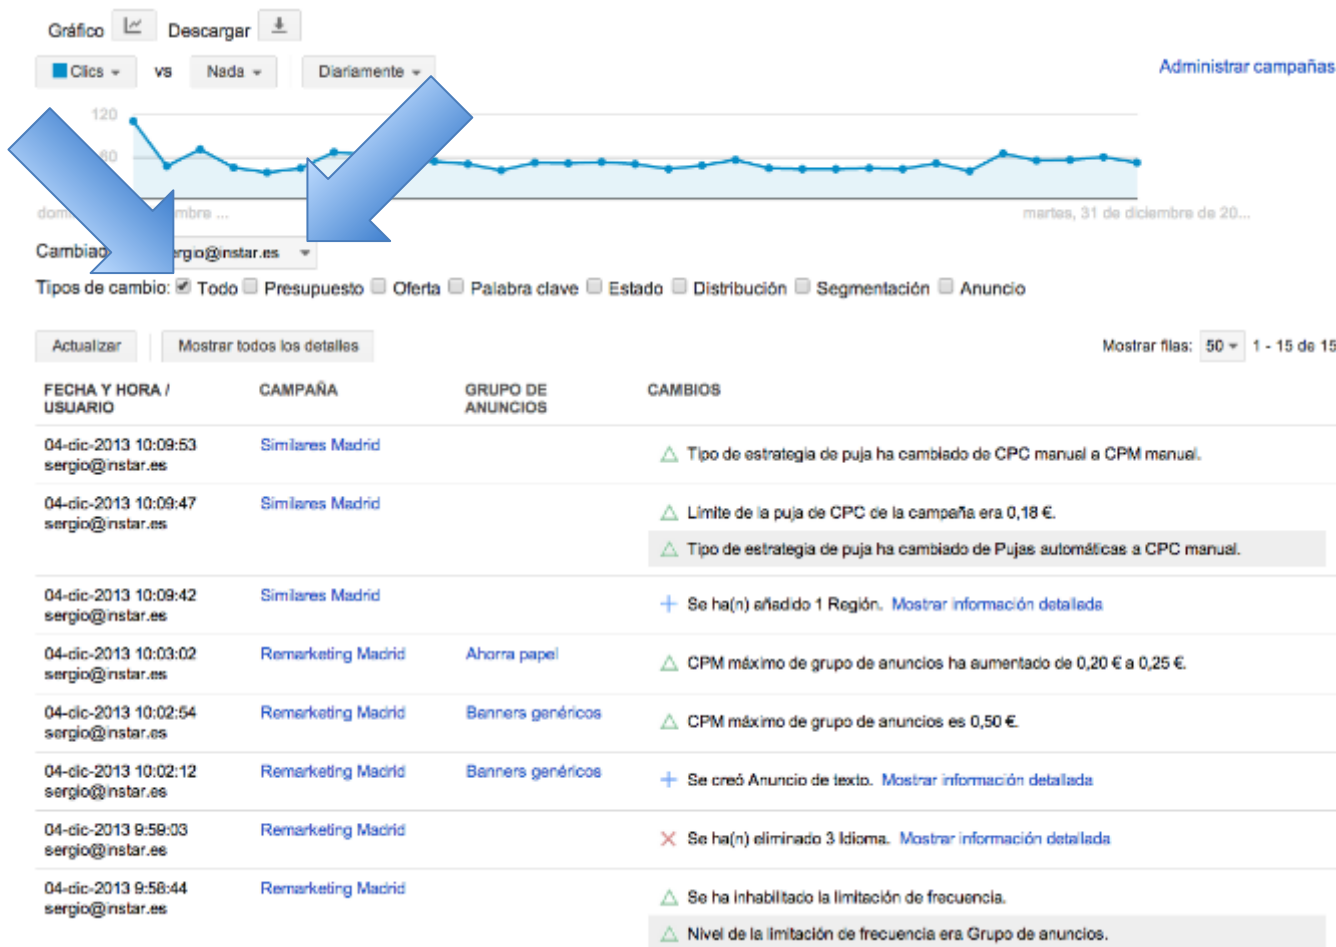 Gráfico Descargar
Clics vs Nada Diariamente Administrar campañas
120
60
mbre ... martes, 31 de diciembre de 20...
sergio@instar.es
Tipos de cambio: Todo Presupuesto Oferta Palabra clave Estado Distribución Segmentación Anuncio
Actualizar Mostrar todos los detalles Mostrar filas: 50 1 - 15 de 15
FECHA Y HORA / CAMPAÑA GRUPO DE CAMBIOS
USUARIO ANUNCIOS
04-dic-2013 10:09:53 Similares Madrid
sergio@instar.es Tipo de estrategia de puja ha cambiado de CPC manual a CPM manual.
04-dic-2013 10:09:47 Similares Madrid
sergio@instar.es Límite de la puja de CPC de la campaña era 0,18 €.
Tipo de estrategia de puja ha cambiado de Pujas automáticas a CPC manual.
04-dic-2013 10:09:42 Similares Madrid
sergio@instar.es Se ha(n) añadido 1 Región. Mostrar información detallada
04-dic-2013 10:03:02 Remarketing Madrid Ahorra papel
sergio@instar.es CPM máximo de grupo de anuncios ha aumentado de 0,20 € a 0,25 €.
04-dic-2013 10:02:54 Remarketing Madrid Banners genéricos
sergio@instar.es CPM máximo de grupo de anuncios es 0,50 €.
04-dic-2013 10:02:12 Remarketing Madrid Banners genéricos
sergio@instar.es Se creó Anuncio de texto. Mostrar información detallada
04-dic-2013 9:59:03 Remarketing Madrid
sergio@instar.es Se ha(n) eliminado 3 Idioma. Mostrar información detallada
04-dic-2013 9:58:44 Remarketing Madrid
sergio@instar.es Se ha inhabilitado la limitación de frecuencia.
Nivel de la limitación de frecuencia era Grupo de anuncios.